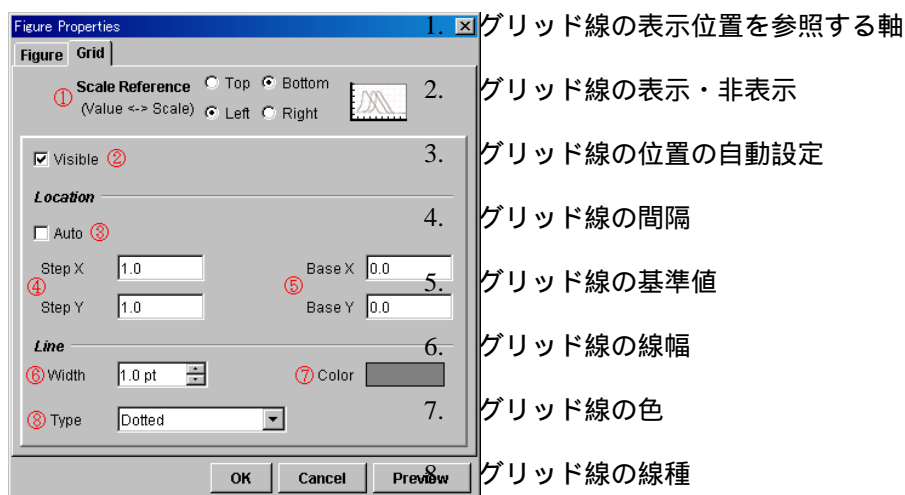 Figure Properties
Figure Grid
① Scale Reference Top Bottom
(Value <-> Scale) Left Right
Visible ②
Location
Auto ③
Step X 1.0 Base X 0.0
④ ⑤
Step Y 1.0 Base Y 0.0
Line
⑥ Width 1.0 pt ⑦ Color
⑧ Type Dotted
OK Cancel Preview
1. グリッド線の表示位置を参照する軸
2. グリッド線の表示・非表示
3. グリッド線の位置の自動設定
4. グリッド線の間隔
5. グリッド線の基準値
6. グリッド線の線幅
7. グリッド線の色
8. グリッド線の線種